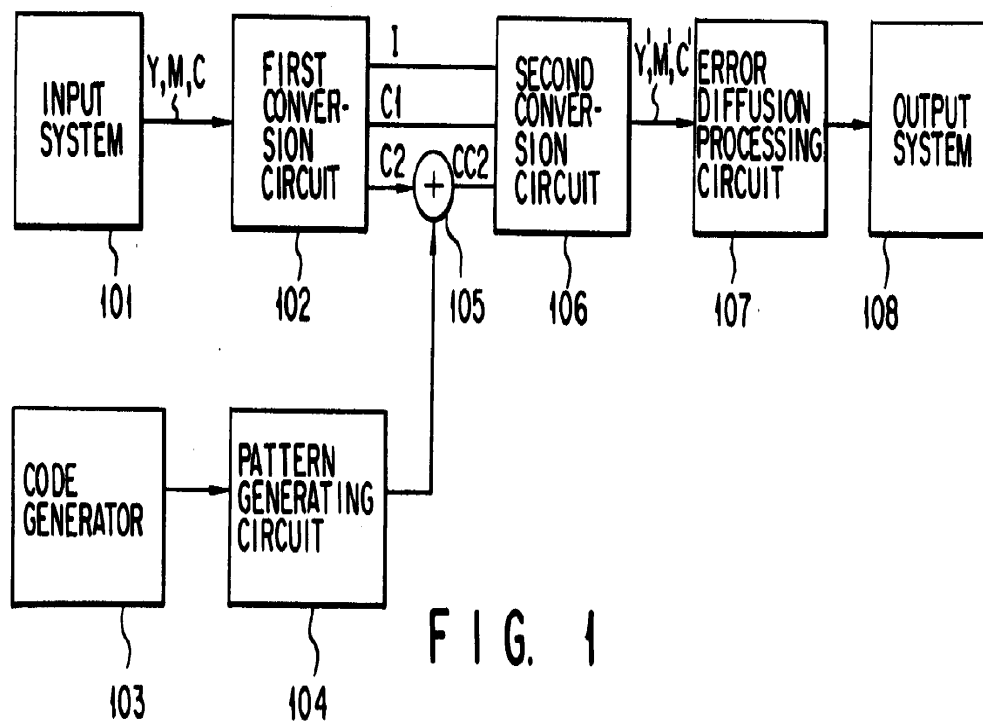 INPUT
SYSTEM
101
Y,M,C
FIRST
CONVER-
SION
CIRCUIT
102
I
C1
C2
+
105
CC2
SECOND
CONVER-
SION
CIRCUIT
106
Y',M',C'
ERROR
DIFFUSION
PROCESSING
CIRCUIT
107
OUTPUT
SYSTEM
108
CODE
GENERATOR
103
PATTERN
GENERATING
CIRCUIT
104
FIG. 1